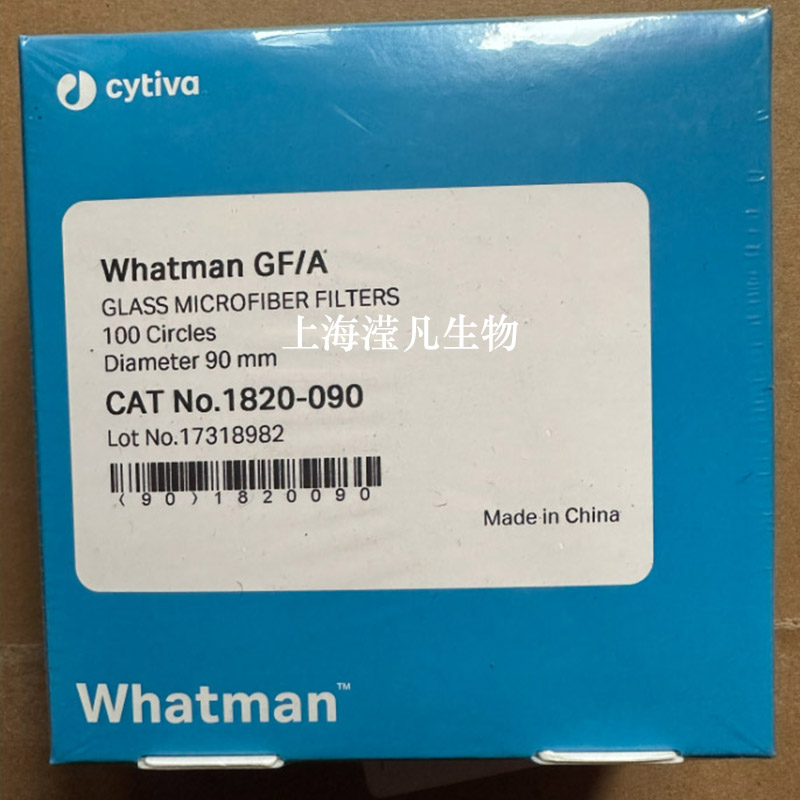 cytiva
Whatman GF/A
GLASS MICROFIBER FILTERS
100 Circles
上海滢凡生物
Diameter 90 mm
CAT No.1820-090
Lot No.17318982
(90)1820090
Made in China
Whatman™